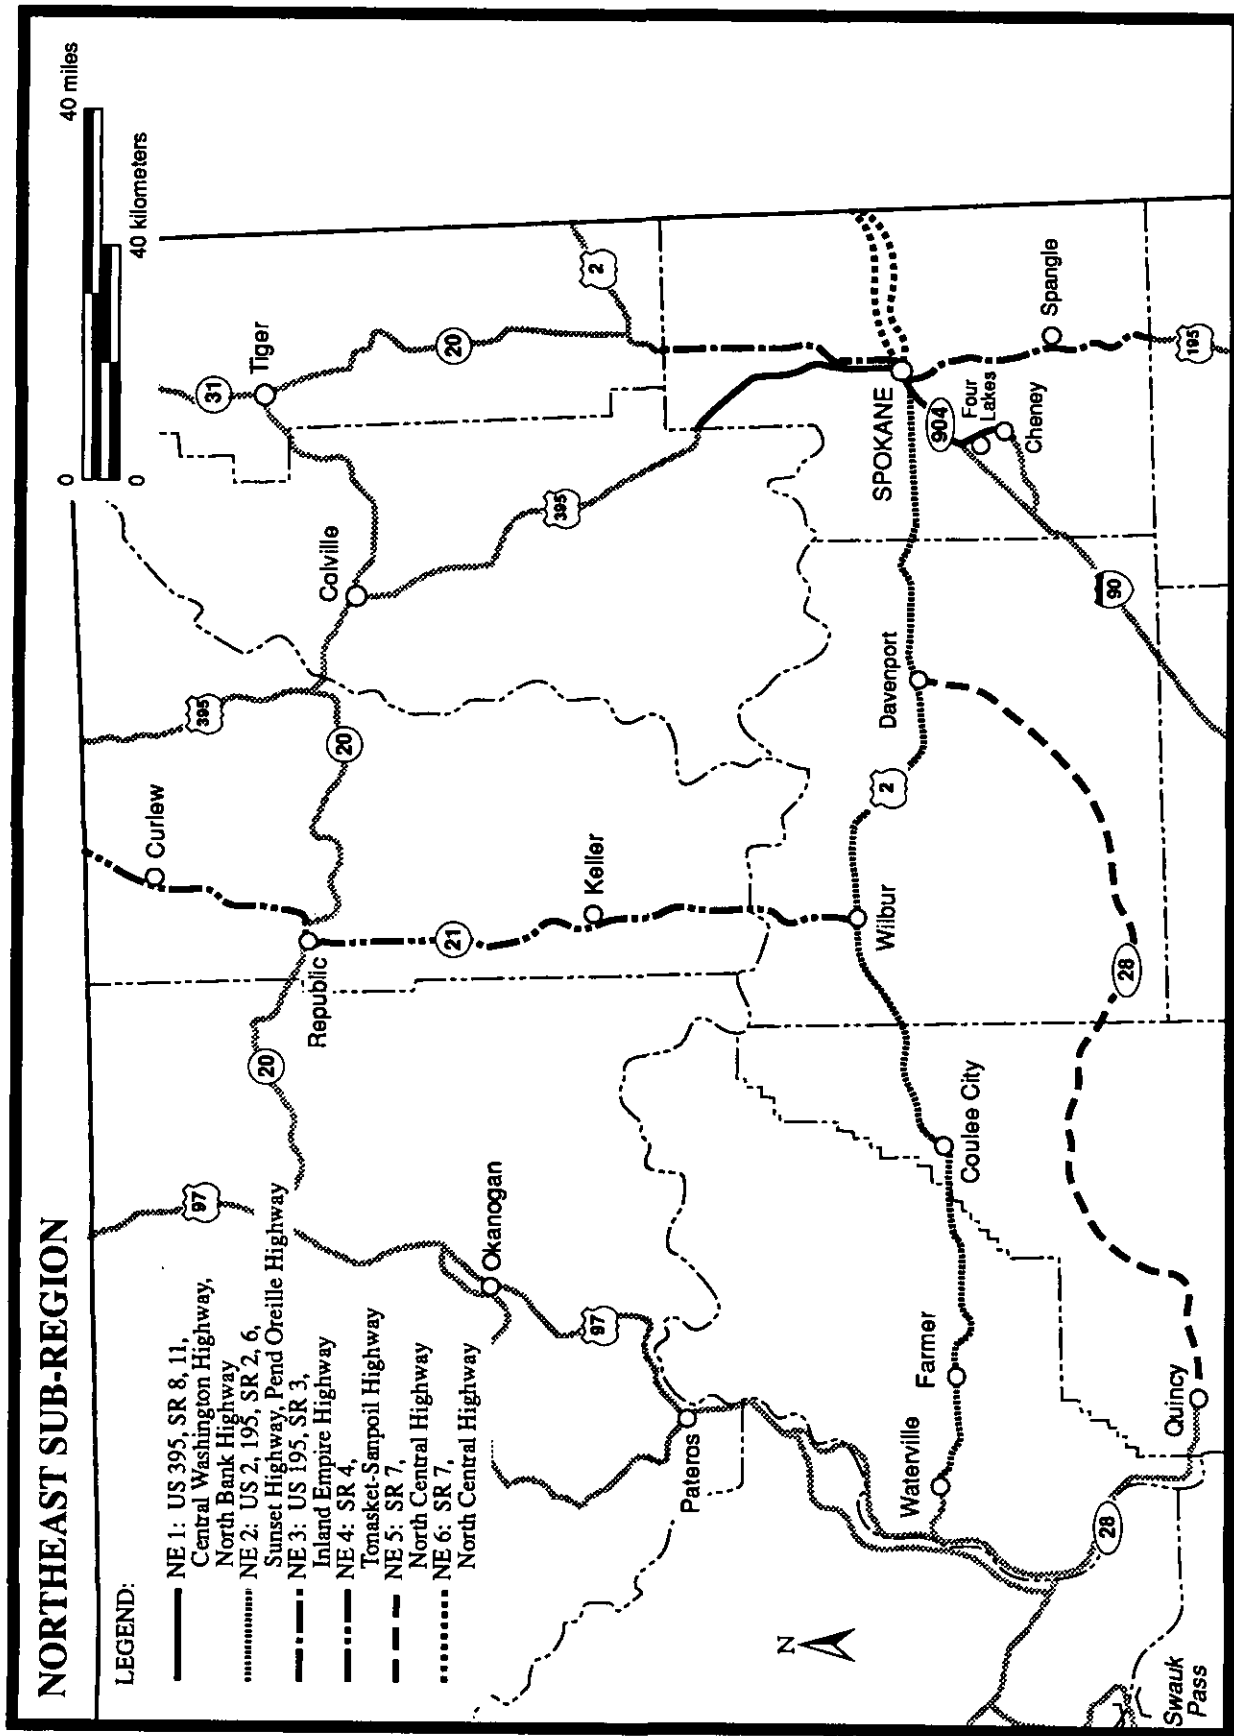 NORTHEAST SUB-REGION
LEGEND:
NE 1: US 395, SR 8, 11,
Central Washington Highway,
North Bank Highway
NE 2: US 2, 195, SR 2, 6,
Sunset Highway, Pend Oreille Highway
NE 3: US 195, SR 3,
Inland Empire Highway
NE 4: SR 4,
Tonasket-Sanpoil Highway
NE 5: SR 7,
North Central Highway
NE 6: SR 7,
North Central Highway
0
40 miles
0
40 kilometers
97
20
Republic
Curlew
395
20
Colville
31
Tiger
20
2
395
21
Keller
Okanogan
97
Pateros
N
Waterville
Farmer
Coulee City
Wilbur
2
Davenport
SPOKANE
904
Four
Lakes
Cheney
Spangle
195
90
28
Quincy
28
Swauk
Pass